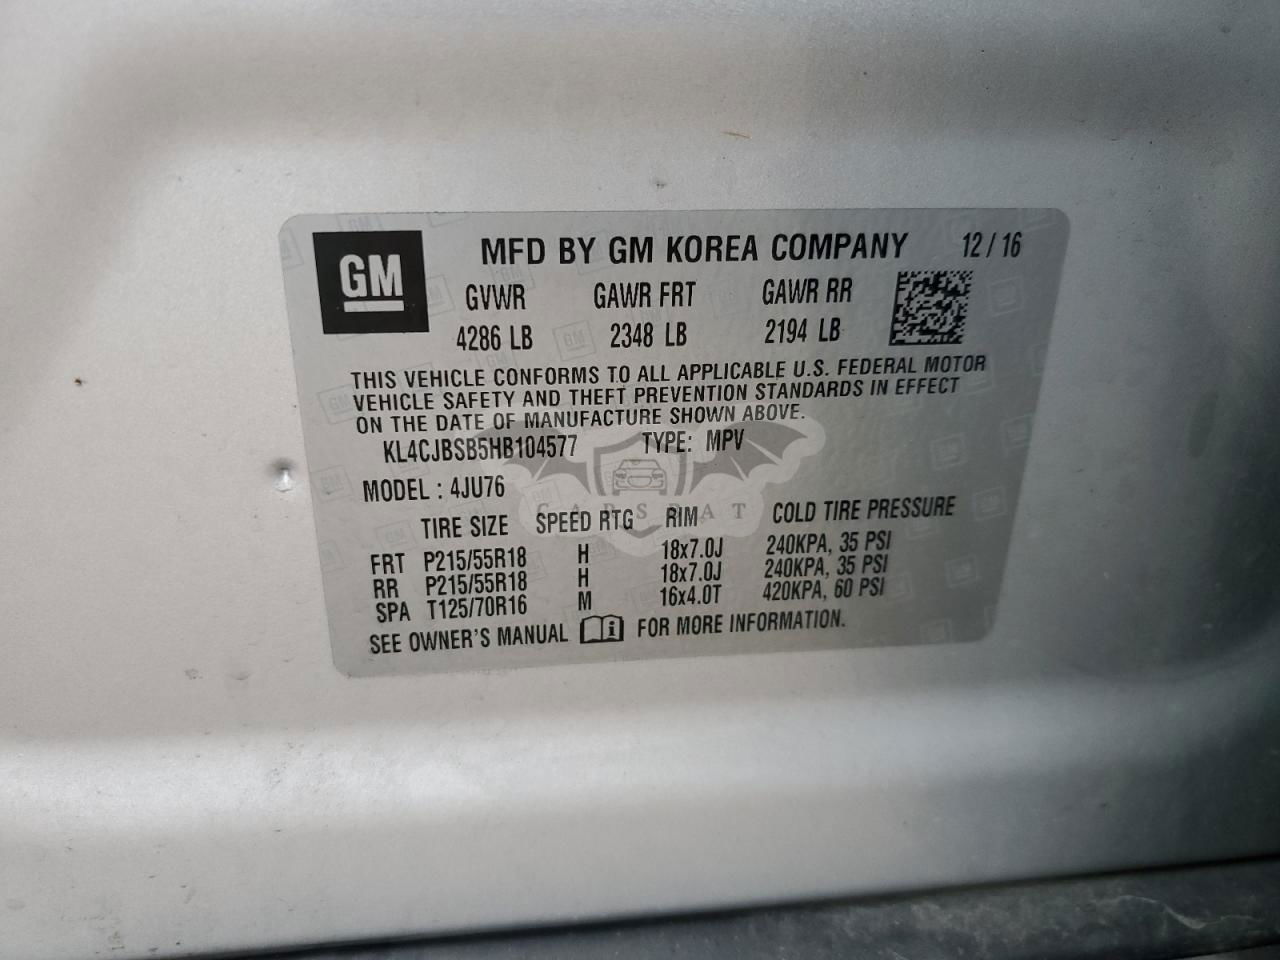 GM
MFD BY GM KOREA COMPANY 12/16
GVWR GAWR FRT GAWR RR
4286 LB 2348 LB 2194 LB
THIS VEHICLE CONFORMS TO ALL APPLICABLE U.S. FEDERAL MOTOR
VEHICLE SAFETY AND THEFT PREVENTION STANDARDS IN EFFECT
ON THE DATE OF MANUFACTURE SHOWN ABOVE.
KL4CJBSB5HB104577 TYPE: MPV
MODEL : 4JU76
CARSBAT
TIRE SIZE SPEED RTG RIM COLD TIRE PRESSURE
FRT P215/55R18 H 18x7.0J 240KPA, 35 PSI
RR P215/55R18 H 18x7.0J 240KPA, 35 PSI
SPA T125/70R16 M 16x4.0T 420KPA, 60 PSI
SEE OWNER'S MANUAL i FOR MORE INFORMATION.